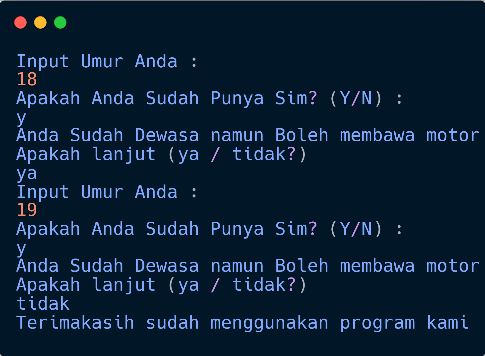 Input Umur Anda :
18
Apakah Anda Sudah Punya Sim? (Y/N) :
y
Anda Sudah Dewasa namun Boleh membawa motor
Apakah lanjut (ya / tidak?)
ya
Input Umur Anda :
19
Apakah Anda Sudah Punya Sim? (Y/N) :
y
Anda Sudah Dewasa namun Boleh membawa motor
Apakah lanjut (ya / tidak?)
tidak
Terimakasih sudah menggunakan program kami